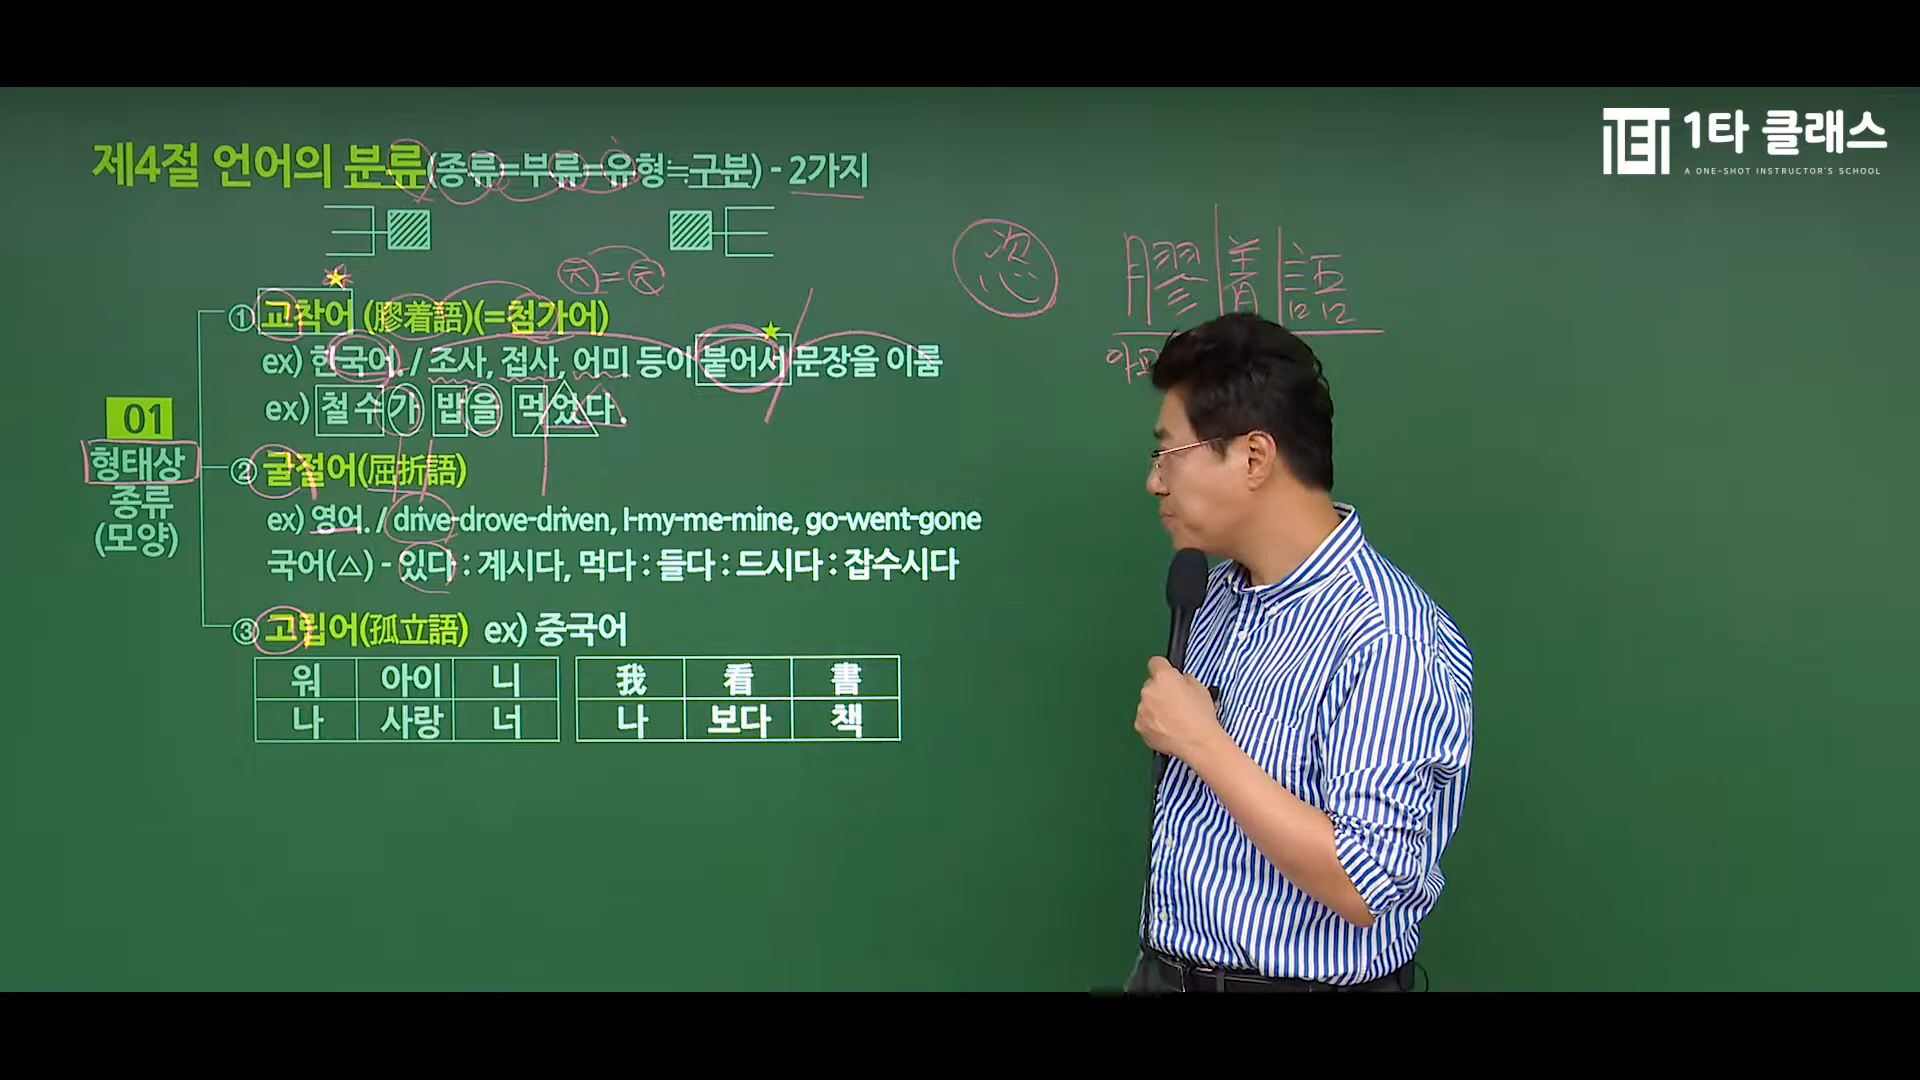 1타 클래스
A ONE-SHOT INSTRUCTOR'S SCHOOL
제4절 언어의 분류(종류=부류=유형≒구분) - 2가지
㉨=㉨
01
형태상
종류
(모양)
① 교착어 (膠着語)(=첨가어)
ex) 한국어. / 조사, 접사, 어미 등이 붙어서 문장을 이룸
ex) 철수가 밥을 먹었다.
② 굴절어(屈折語)
ex) 영어. / drive-drove-driven, I-my-me-mine, go-went-gone
국어(△) - 있다 : 계시다, 먹다 : 들다 : 드시다 : 잡수시다
③ 고립어(孤立語) ex) 중국어
워 아이 니
나 사랑 너
我 看 書
나 보다 책
膠着語
아교